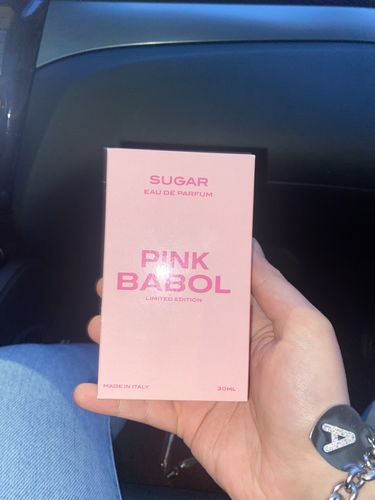 SUGAR
EAU DE PARFUM
PINK
BABOL
LIMITED EDITION
MADE IN ITALY 30ML
A